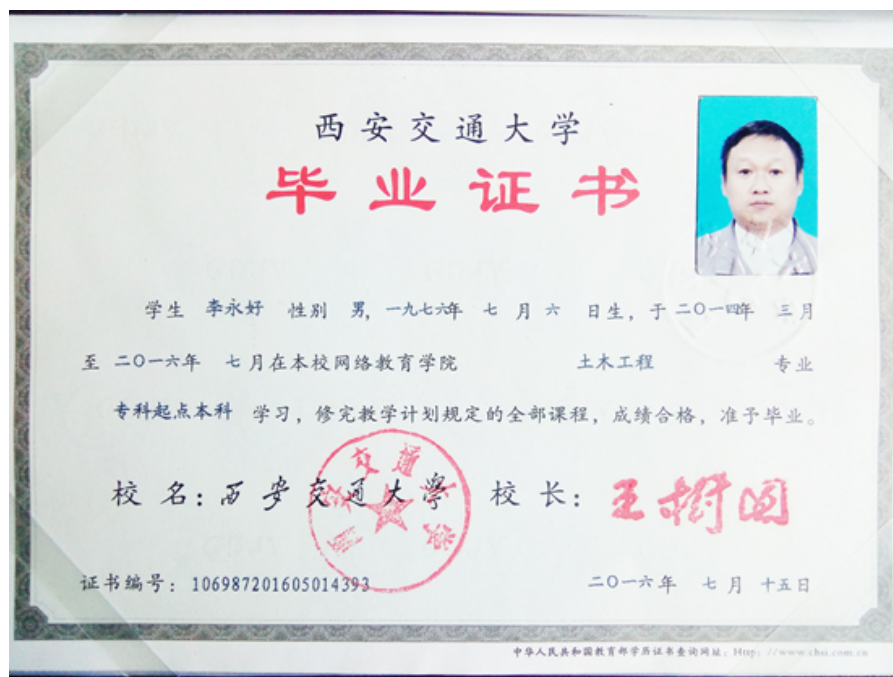 西安交通大学
毕业证书
学生 李永好 性别 男，一九七六年 七 月 六 日生，于 二〇一四年 三月
至 二〇一六年 七月在本校网络教育学院 土木工程 专业
专科起点本科 学习，修完教学计划规定的全部课程，成绩合格，准予毕业。
校 名：西安交通大学 校 长：王树国
西安交通大学
证书编号：106987201605014393 二〇一六年 七月 十五日
中华人民共和国教育部学历证书查询网址：Http：//www.chsi.com.cn